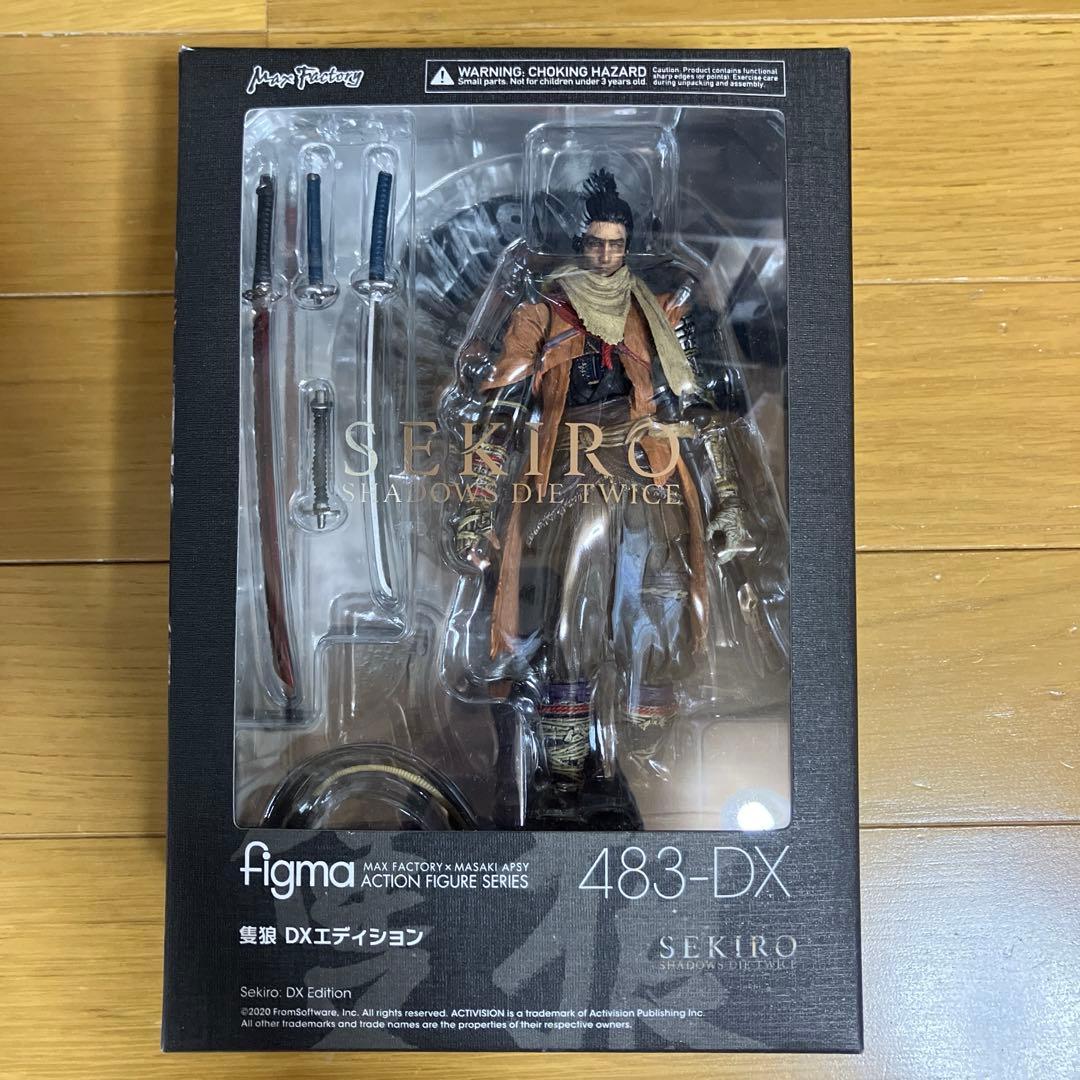 Max Factory
WARNING: CHOKING HAZARD
Small parts. Not for children under 3 years old.
Caution: Product contains functional
sharp edges (or points). Exercise care
during unpacking and assembly.
SEKIRO
SHADOWS DIE TWICE
figma
MAX FACTORY × MASAKI APSY
ACTION FIGURE SERIES
483-DX
隻狼 DXエディション
SEKIRO
SHADOWS DIE TWICE
Sekiro: DX Edition
©2020 FromSoftware, Inc. All rights reserved. ACTIVISION is a trademark of Activision Publishing Inc.
All other trademarks and trade names are the properties of their respective owners.
隻狼